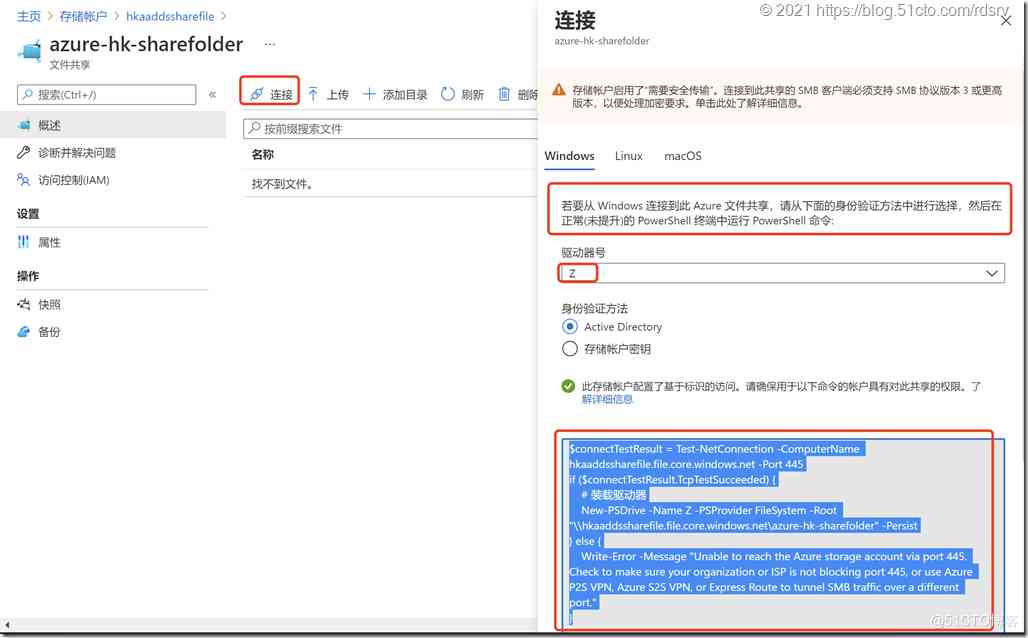 © 2021 https://blog.51cto.com/rdsrv
主页 > 存储帐户 > hkaaddssharefile >
azure-hk-sharefolder ...
文件共享
搜索(Ctrl+/) «
概述
诊断并解决问题
访问控制(IAM)
设置
属性
操作
快照
备份
连接 上传 添加目录 刷新 删除
按前缀搜索文件
名称
找不到文件。
连接
azure-hk-sharefolder
存储帐户启用了"需要安全传输"。连接到此共享的 SMB 客户端必须支持 SMB 协议版本 3 或更高
版本，以便处理加密要求。单击此处了解详细信息。
Windows Linux macOS
若要从 Windows 连接到此 Azure 文件共享，请从下面的身份验证方法中进行选择，然后在
正常(未提升)的 PowerShell 终端中运行 PowerShell 命令:
驱动器号
Z
身份验证方法
Active Directory
存储帐户密钥
此存储帐户配置了基于标识的访问。请确保用于以下命令的帐户具有对此共享的权限。了
解详细信息
$connectTestResult = Test-NetConnection -ComputerName
hkaaddssharefile.file.core.windows.net -Port 445
if ($connectTestResult.TcpTestSucceeded) {
# 装载驱动器
New-PSDrive -Name Z -PSProvider FileSystem -Root
"\\hkaaddssharefile.file.core.windows.net\azure-hk-sharefolder" -Persist
} else {
Write-Error -Message "Unable to reach the Azure storage account via port 445.
Check to make sure your organization or ISP is not blocking port 445, or use Azure
P2S VPN, Azure S2S VPN, or Express Route to tunnel SMB traffic over a different
port."
}
@51CTO博客